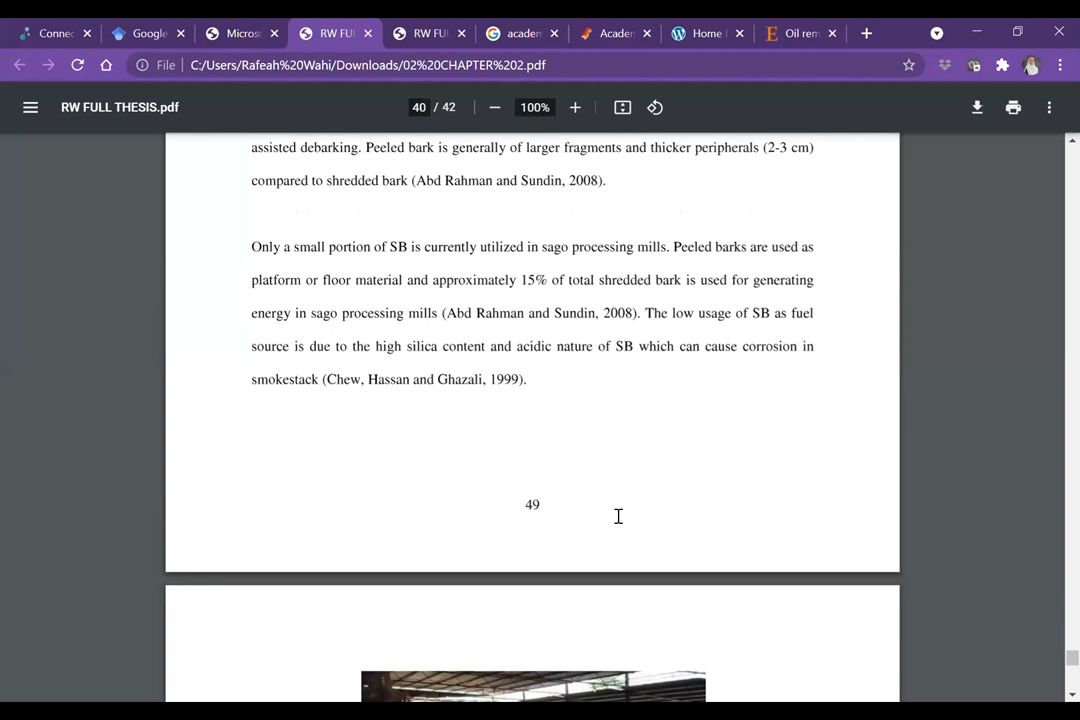 Connec
Google
Micros
RW FUL
RW FUL
academ
Academ
Home
Oil rem
File
C:/Users/Rafeah%20Wahi/Downloads/02%20CHAPTER%202.pdf
RW FULL THESIS.pdf
40 / 42
100%
assisted debarking. Peeled bark is generally of larger fragments and thicker peripherals (2-3 cm)
compared to shredded bark (Abd Rahman and Sundin, 2008).
Only a small portion of SB is currently utilized in sago processing mills. Peeled barks are used as
platform or floor material and approximately 15% of total shredded bark is used for generating
energy in sago processing mills (Abd Rahman and Sundin, 2008). The low usage of SB as fuel
source is due to the high silica content and acidic nature of SB which can cause corrosion in
smokestack (Chew, Hassan and Ghazali, 1999).
49